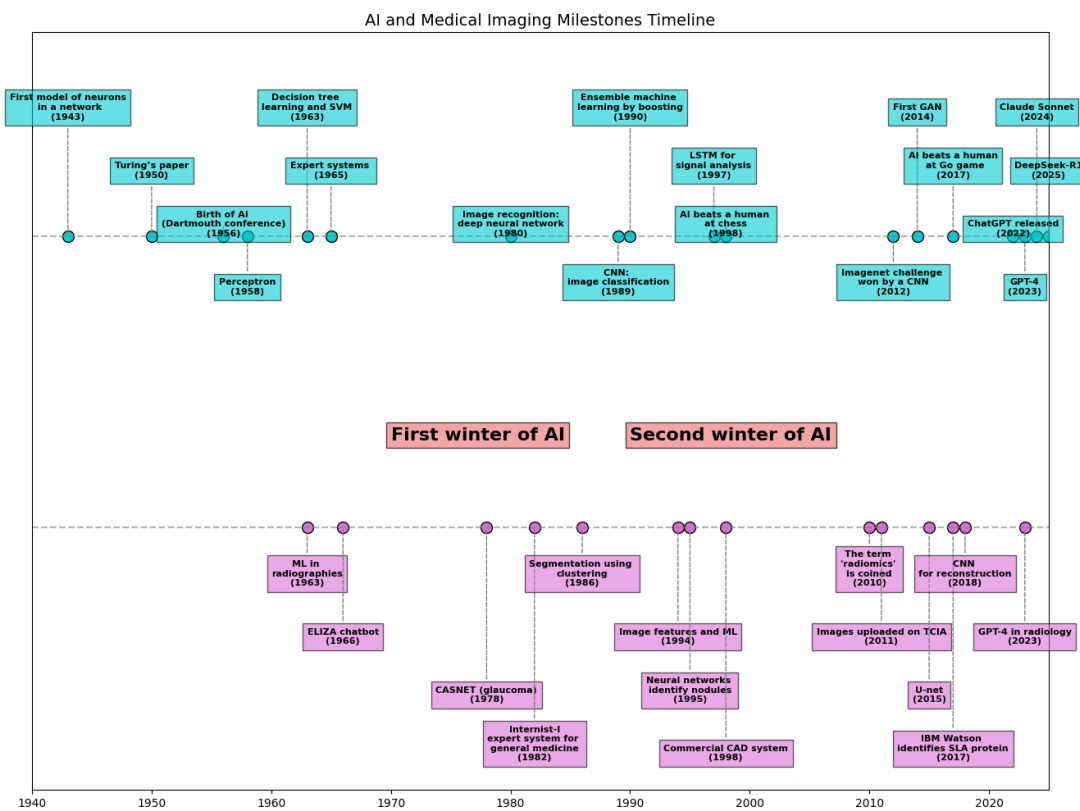 AI and Medical Imaging Milestones Timeline
First model of neurons
in a network
(1943)
Decision tree
learning and SVM
(1963)
Ensemble machine
learning by boosting
(1990)
First GAN
(2014)
Claude Sonnet
(2024)
Turing's paper
(1950)
Expert systems
(1965)
LSTM for
signal analysis
(1997)
AI beats a human
at Go game
(2017)
DeepSeek-R1
(2025)
Birth of AI
(Dartmouth conference)
(1956)
Image recognition:
deep neural network
(1980)
AI beats a human
at chess
(1998)
ChatGPT released
(2022)
Perceptron
(1958)
CNN:
image classification
(1989)
Imagenet challenge
won by a CNN
(2012)
GPT-4
(2023)
First winter of AI
Second winter of AI
ML in
radiographies
(1963)
Segmentation using
clustering
(1986)
The term
'radiomics'
is coined
(2010)
CNN
for reconstruction
(2018)
ELIZA chatbot
(1966)
Image features and ML
(1994)
Images uploaded on TCIA
(2011)
GPT-4 in radiology
(2023)
CASNET (glaucoma)
(1978)
Neural networks
identify nodules
(1995)
U-net
(2015)
Internist-I
expert system for
general medicine
(1982)
Commercial CAD system
(1998)
IBM Watson
identifies SLA protein
(2017)
1940 1950 1960 1970 1980 1990 2000 2010 2020